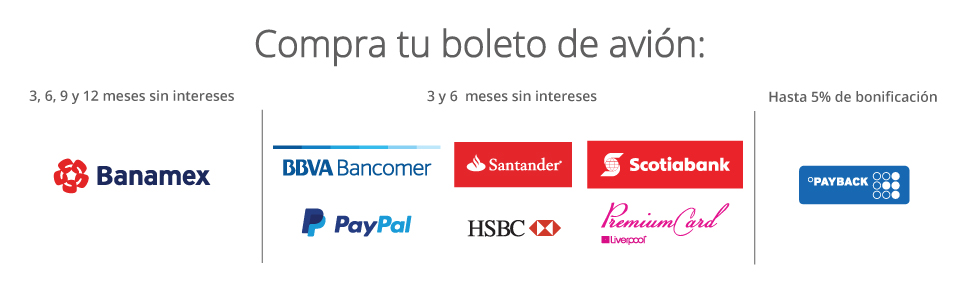 Compra tu boleto de avión:
3, 6, 9 y 12 meses sin intereses
Banamex
3 y 6 meses sin intereses
BBVA Bancomer
Santander
Scotiabank
PayPal
HSBC
PremiumCard
Liverpool
Hasta 5% de bonificación
PAYBACK